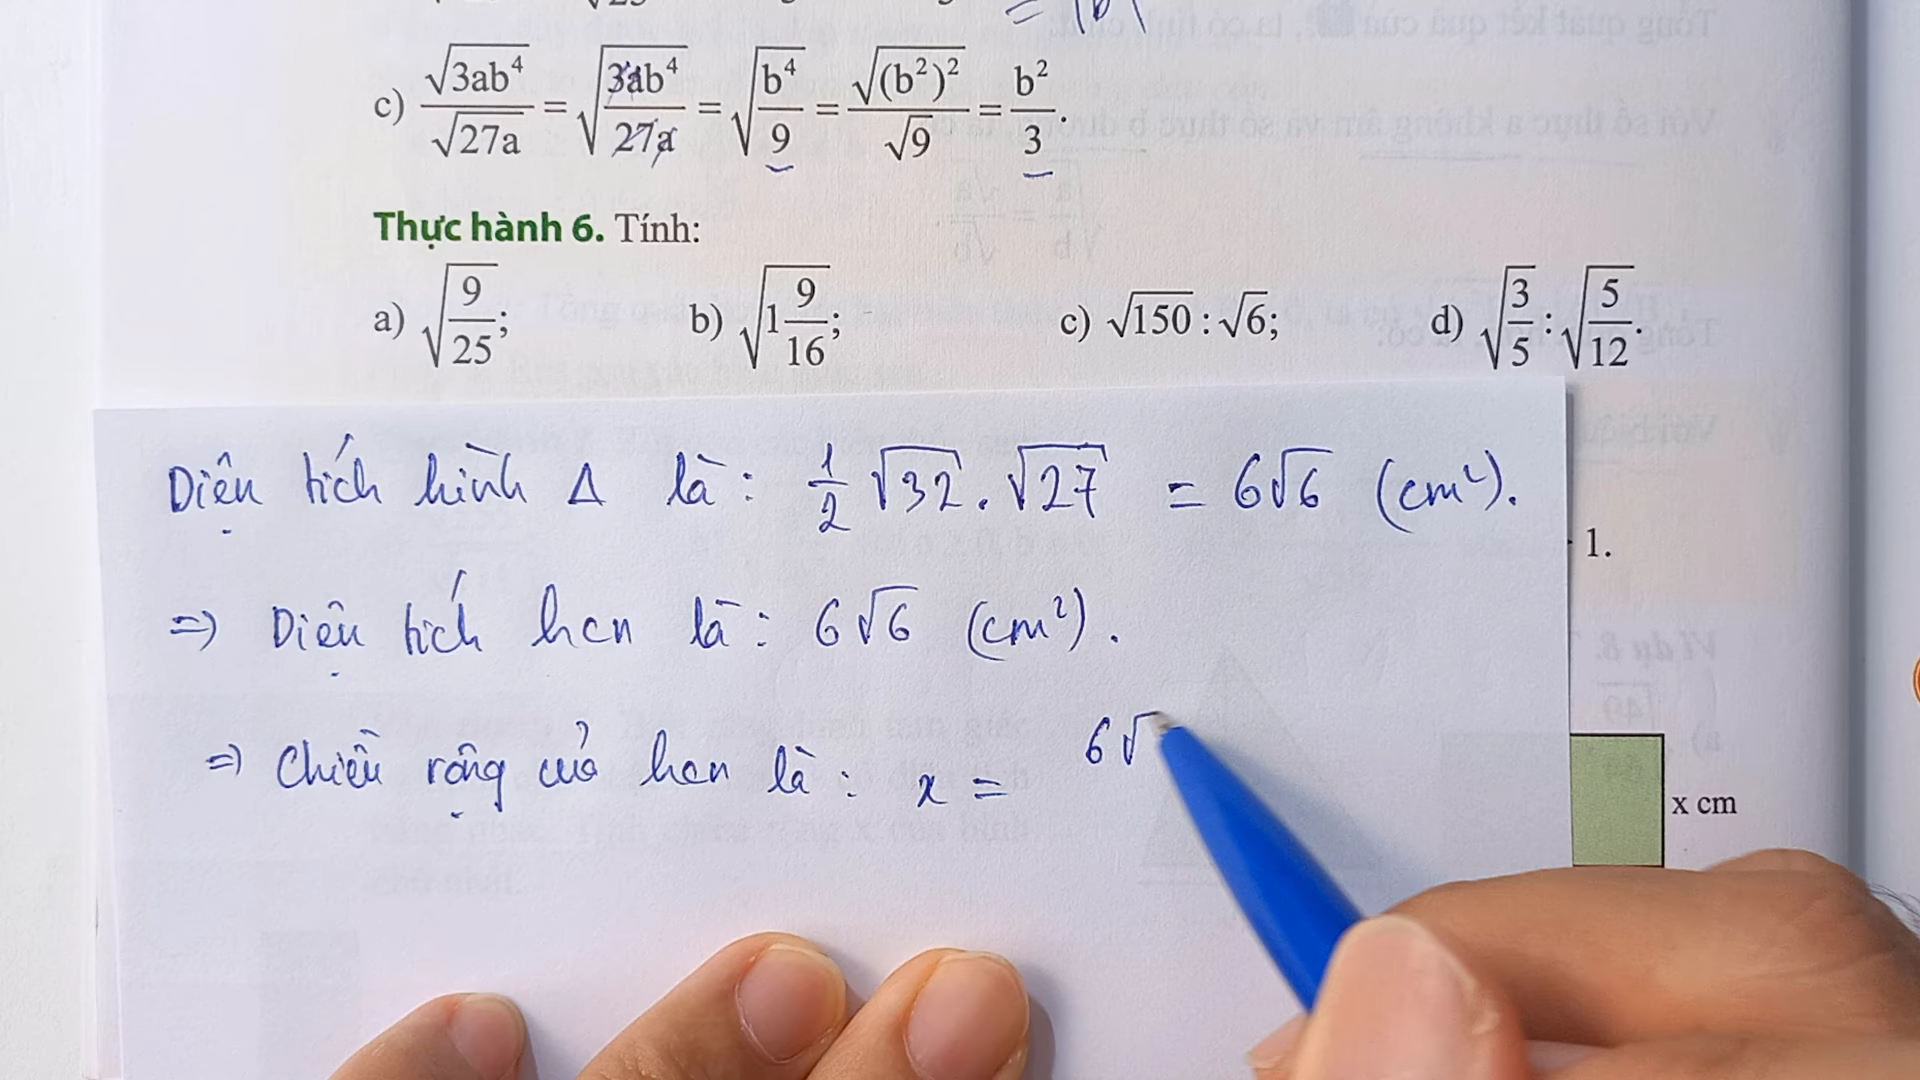 c) √3ab⁴/√27a = √(3ab⁴/27a) = √(b⁴/9) = √(b²)²/√9 = b²/3.
Thực hành 6. Tính:
a) √(9/25); b) √(1 9/16); c) √150 : √6; d) √(3/5) : √(5/12).
Diện tích hình Δ là: 1/2 √32 . √27 = 6√6 (cm²).
1.
=> Diện tích hcn là: 6√6 (cm²).
=> Chiều rộng của hcn là: x = 6√
x cm